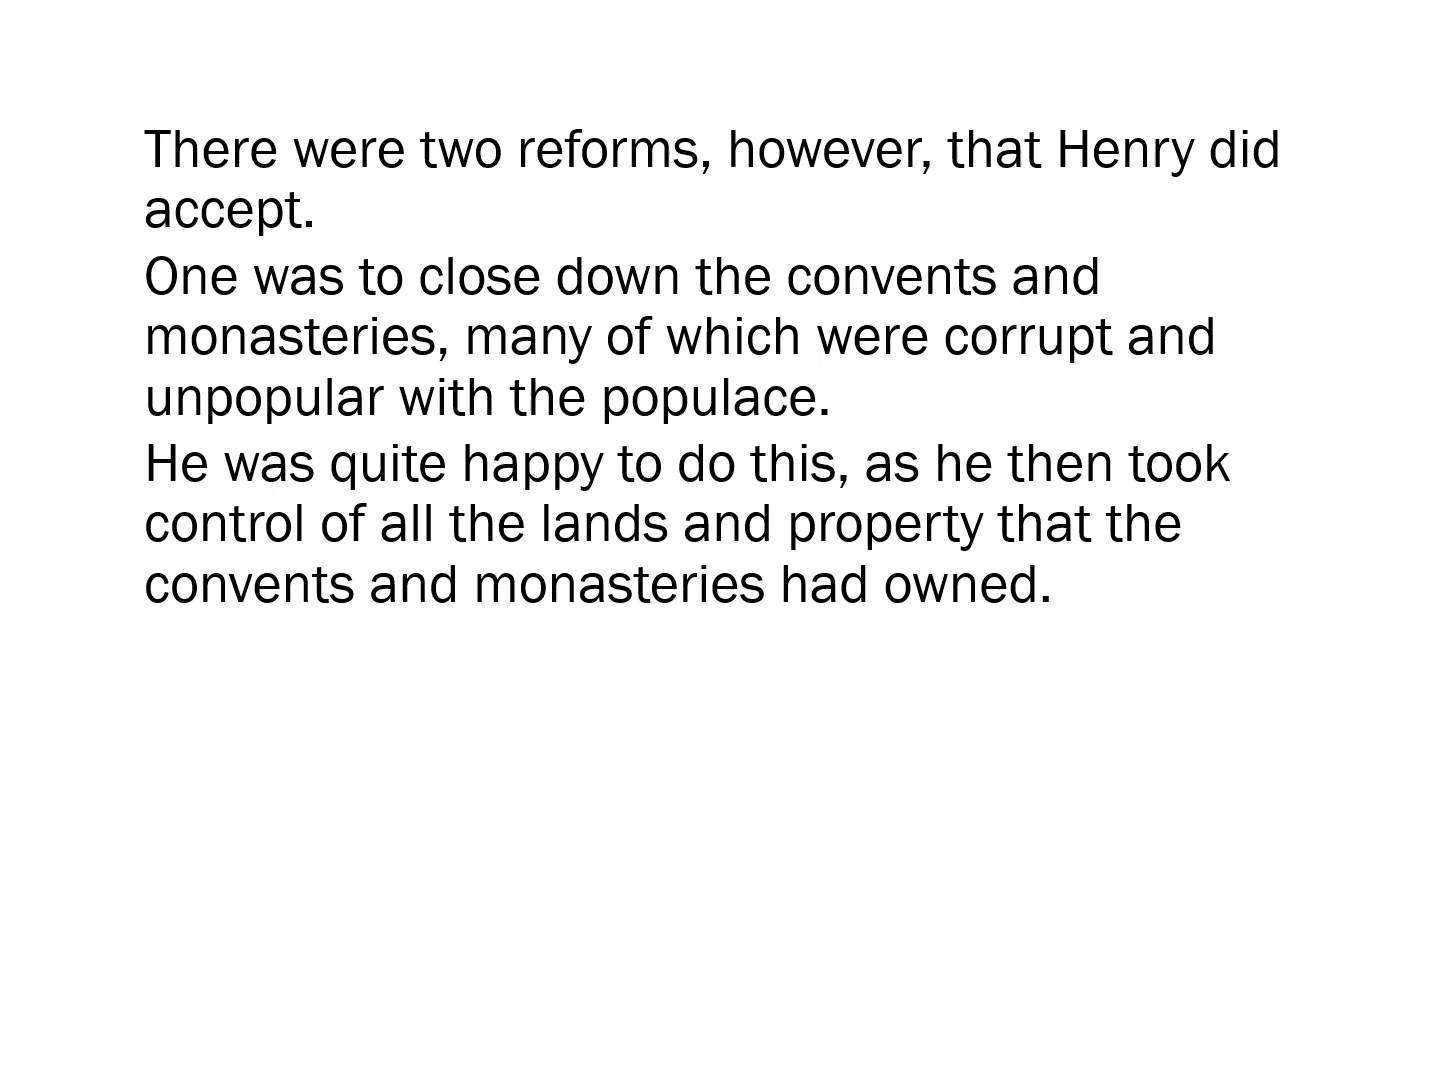 There were two reforms, however, that Henry did
accept.
One was to close down the convents and
monasteries, many of which were corrupt and
unpopular with the populace.
He was quite happy to do this, as he then took
control of all the lands and property that the
convents and monasteries had owned.